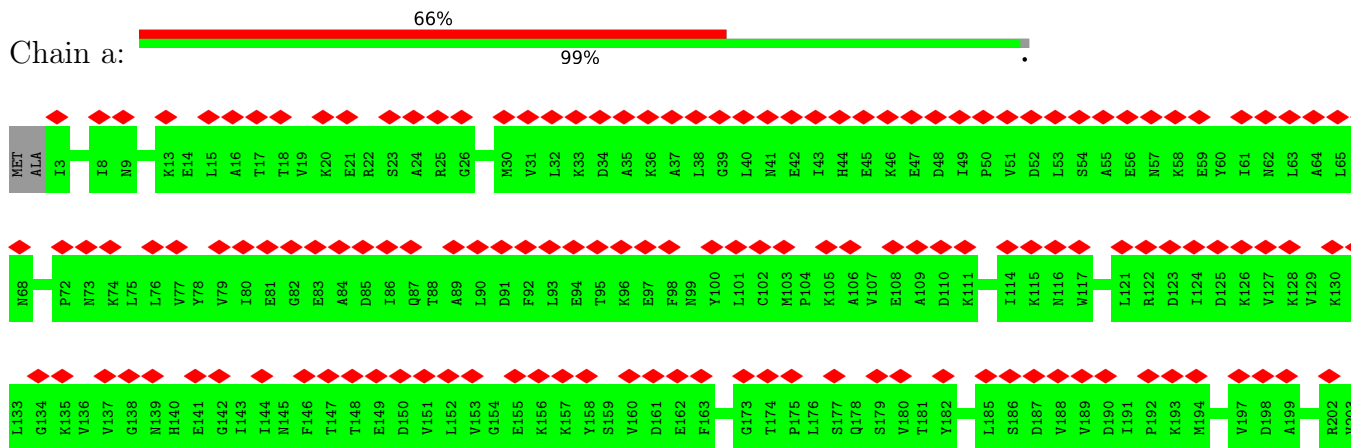 66%
Chain a:
99%
.
MET ALA I3 I8 N9 K13 E14 L15 A16 T17 T18 V19 K20 E21 R22 S23 A24 R25 G26 M30 V31 L32 K33 D34 A35 K36 A37 L38 G39 L40 N41 E42 I43 H44 E45 K46 E47 D48 I49 P50 V51 D52 L53 S54 A55 E56 N57 K58 E59 Y60 I61 N62 L63 A64 L65
N68 P72 N73 K74 L75 L76 V77 Y78 V79 I80 E81 G82 E83 A84 D85 I86 Q87 T88 A89 L90 D91 F92 L93 E94 T95 K96 E97 F98 N99 Y100 L101 C102 M103 P104 K105 A106 V107 E108 A109 D110 K111 I114 K115 N116 W117 L121 R122 D123 I124 D125 K126 V127 K128 V129 K130
L133 G134 K135 V136 V137 G138 N139 H140 E141 G142 I143 I144 N145 F146 T147 T148 E149 D150 V151 L152 V153 G154 E155 K156 K157 Y158 S159 V160 D161 E162 F163 G173 T174 P175 L176 S177 Q178 S179 V180 T181 Y182 L185 S186 D187 V188 V189 D190 I191 P192 K193 M194 V197 D198 A199 R202